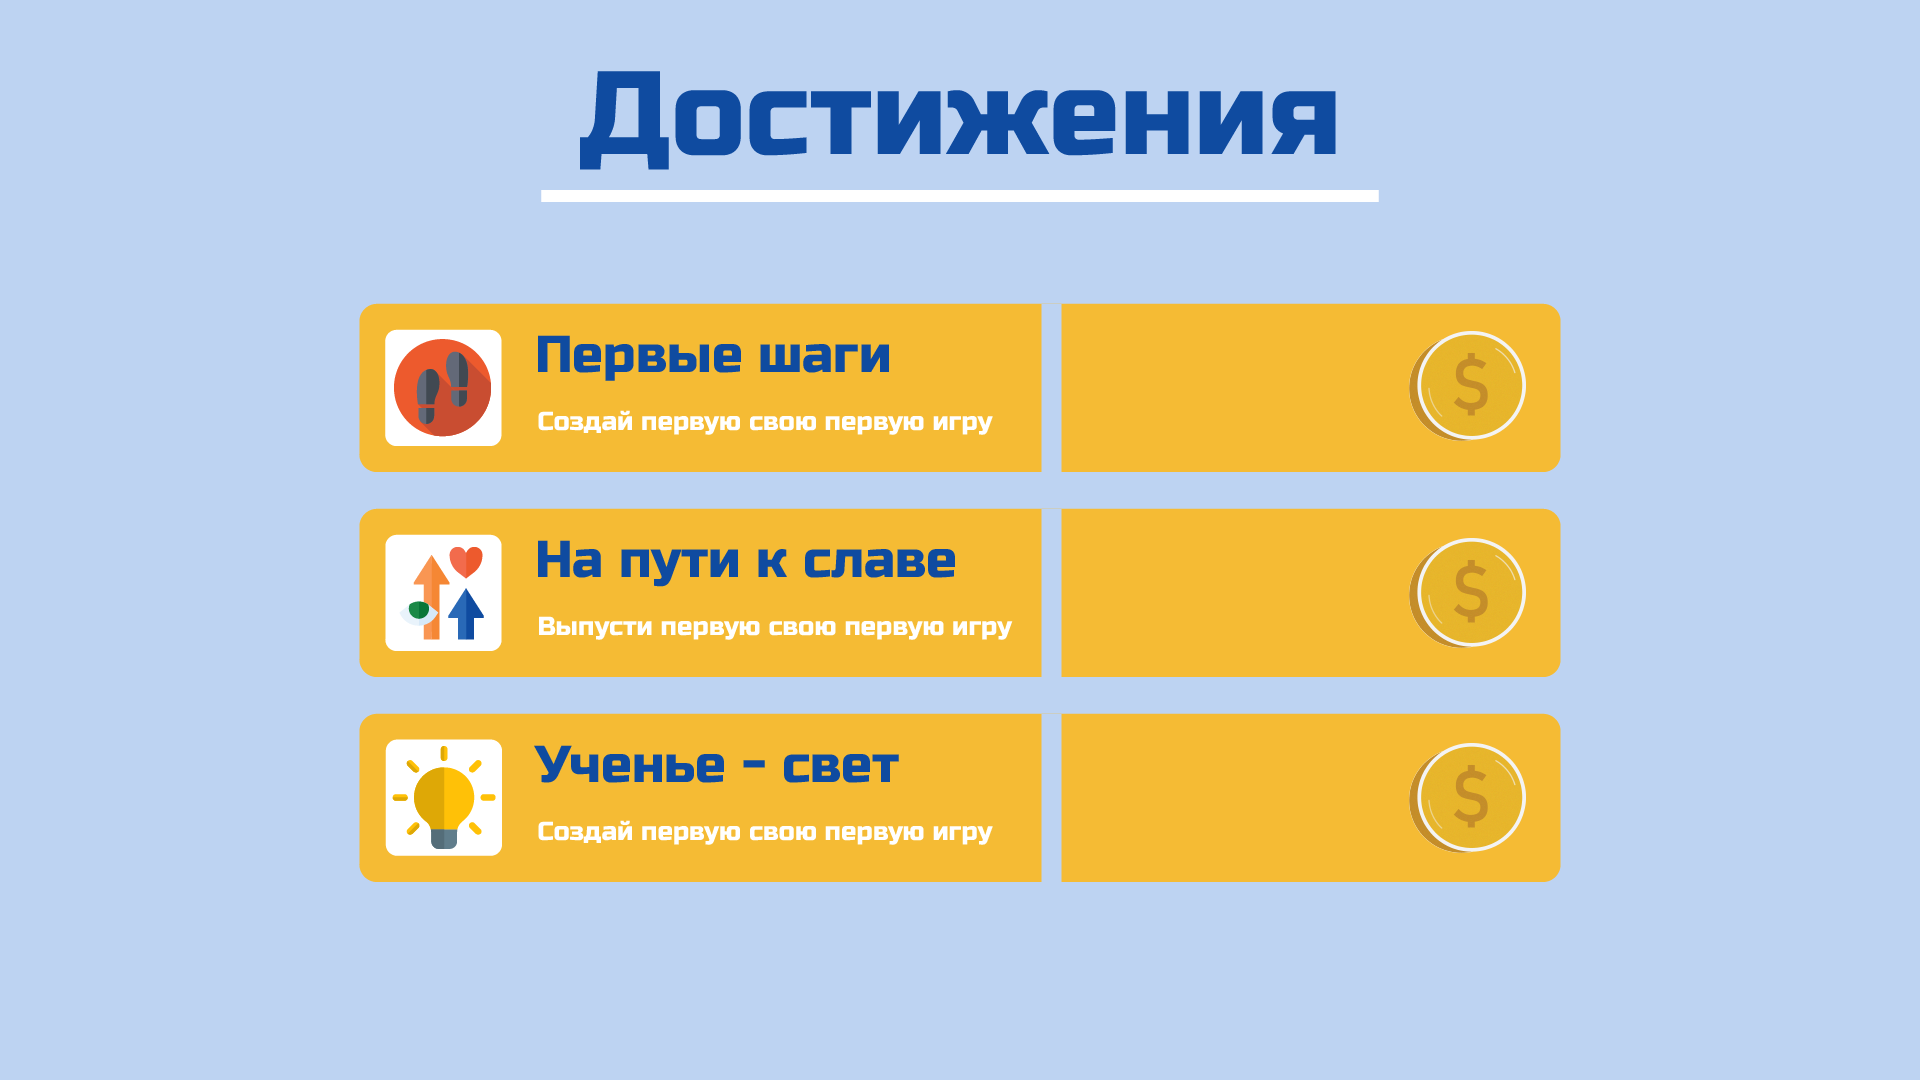 Достижения
Первые шаги
Создай первую свою первую игру
$
На пути к славе
Выпусти первую свою первую игру
$
Ученье - свет
Создай первую свою первую игру
$